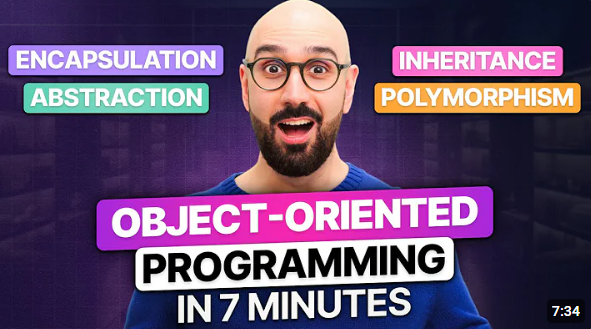 ENCAPSULATION
ABSTRACTION
INHERITANCE
POLYMORPHISM
OBJECT-ORIENTED
PROGRAMMING
IN 7 MINUTES
7:34